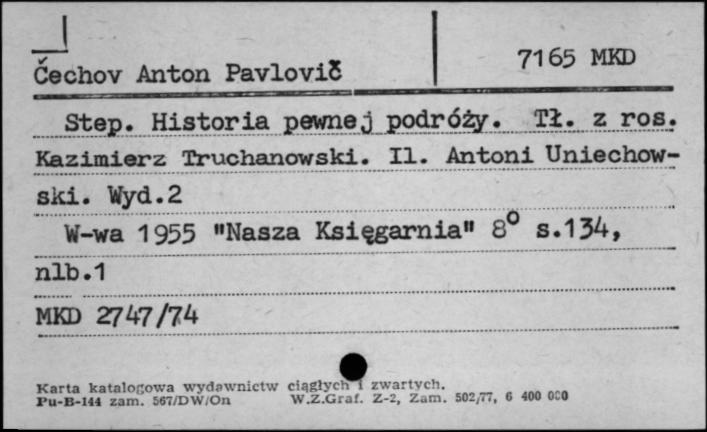 7165 MKD
Čechov Anton Pavlovič
Step. Historia pewnej podróży. Tł. z ros.
Kazimierz Truchanowski. Il. Antoni Uniechow-
ski. Wyd.2
W-wa 1955 "Nasza Księgarnia" 8° s.134,
nlb.1
MKD 2747/74
Karta katalogowa wydawnictw ciągłych i zwartych.
Pu-B-144 zam. 567/DW/On W.Z.Graf. Z-2, Zam. 502/77, 6 400 000